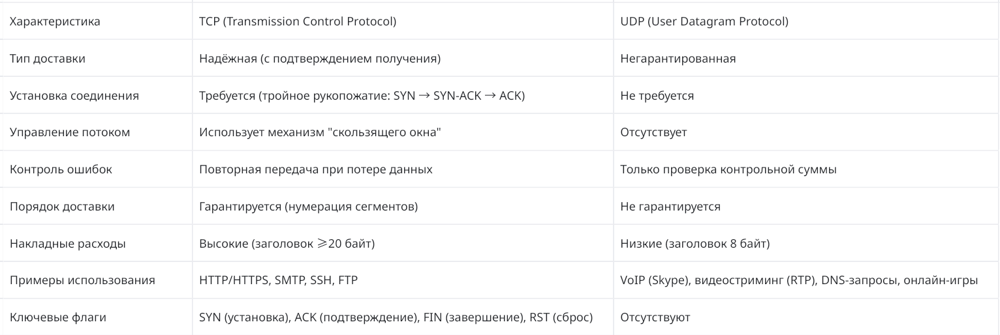 Характеристика TCP (Transmission Control Protocol) UDP (User Datagram Protocol)
Тип доставки Надёжная (с подтверждением получения) Негарантированная
Установка соединения Требуется (тройное рукопожатие: SYN → SYN-ACK → ACK) Не требуется
Управление потоком Использует механизм "скользящего окна" Отсутствует
Контроль ошибок Повторная передача при потере данных Только проверка контрольной суммы
Порядок доставки Гарантируется (нумерация сегментов) Не гарантируется
Накладные расходы Высокие (заголовок ⩾20 байт) Низкие (заголовок 8 байт)
Примеры использования HTTP/HTTPS, SMTP, SSH, FTP VoIP (Skype), видеостриминг (RTP), DNS-запросы, онлайн-игры
Ключевые флаги SYN (установка), ACK (подтверждение), FIN (завершение), RST (сброс) Отсутствуют